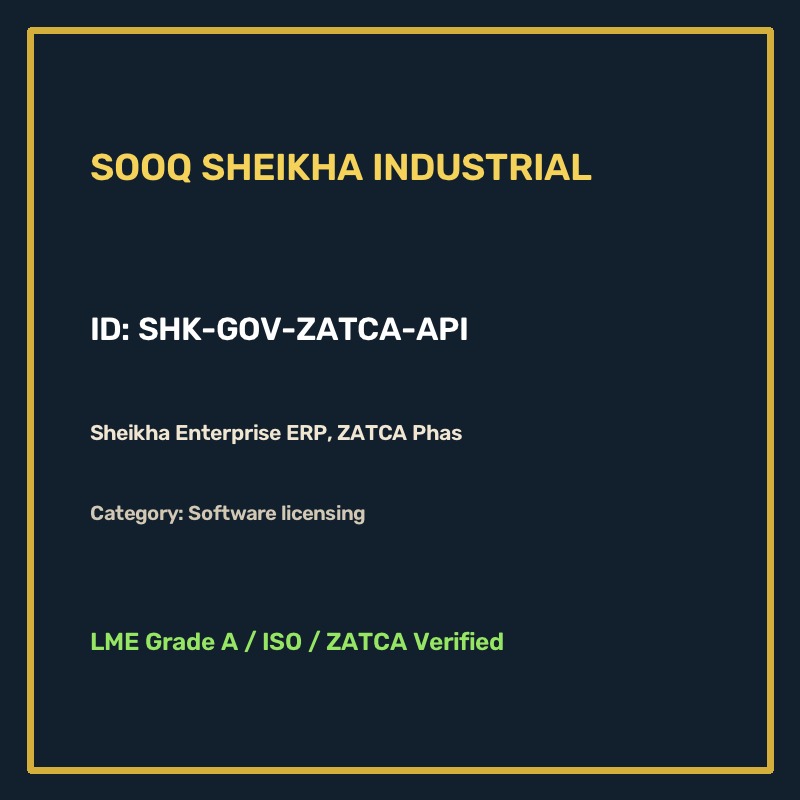 SOOQ SHEIKHA INDUSTRIAL
ID: SHK-GOV-ZATCA-API
Sheikha Enterprise ERP, ZATCA Phas
Category: Software licensing
LME Grade A / ISO / ZATCA Verified